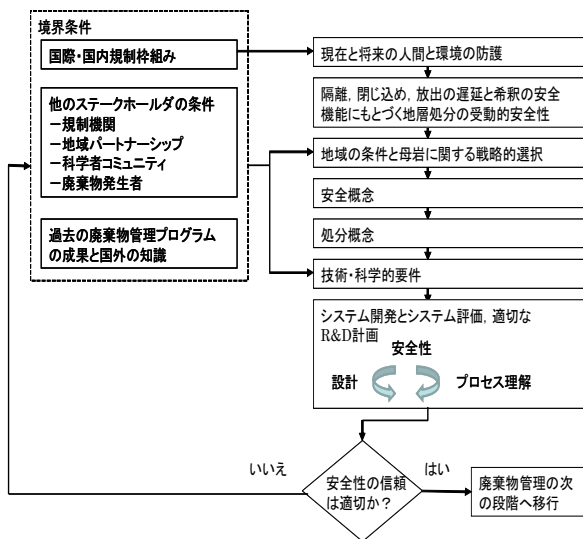 境界条件
国際・国内規制枠組み
他のステークホルダの条件
－規制機関
－地域パートナーシップ
－科学者コミュニティ
－廃棄物発生者
過去の廃棄物管理プログラム
の成果と国外の知識
現在と将来の人間と環境の防護
隔離，閉じ込め，放出の遅延と希釈の安全
機能にもとづく地層処分の受動的安全性
地域の条件と母岩に関する戦略的選択
安全概念
処分概念
技術・科学的要件
システム開発とシステム評価，適切な
R&D計画
安全性
設計
プロセス理解
いいえ
安全性の信頼
は適切か？
はい
廃棄物管理の次
の段階へ移行